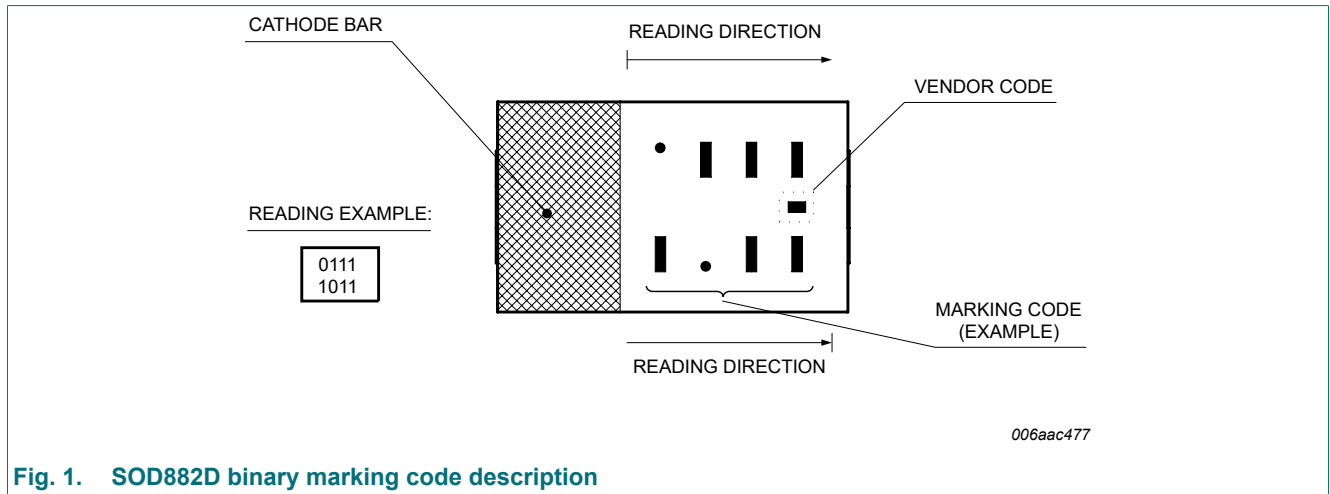 CATHODE BAR
READING DIRECTION
VENDOR CODE
READING EXAMPLE:
0111
1011
MARKING CODE
(EXAMPLE)
READING DIRECTION
006aac477
Fig. 1. SOD882D binary marking code description